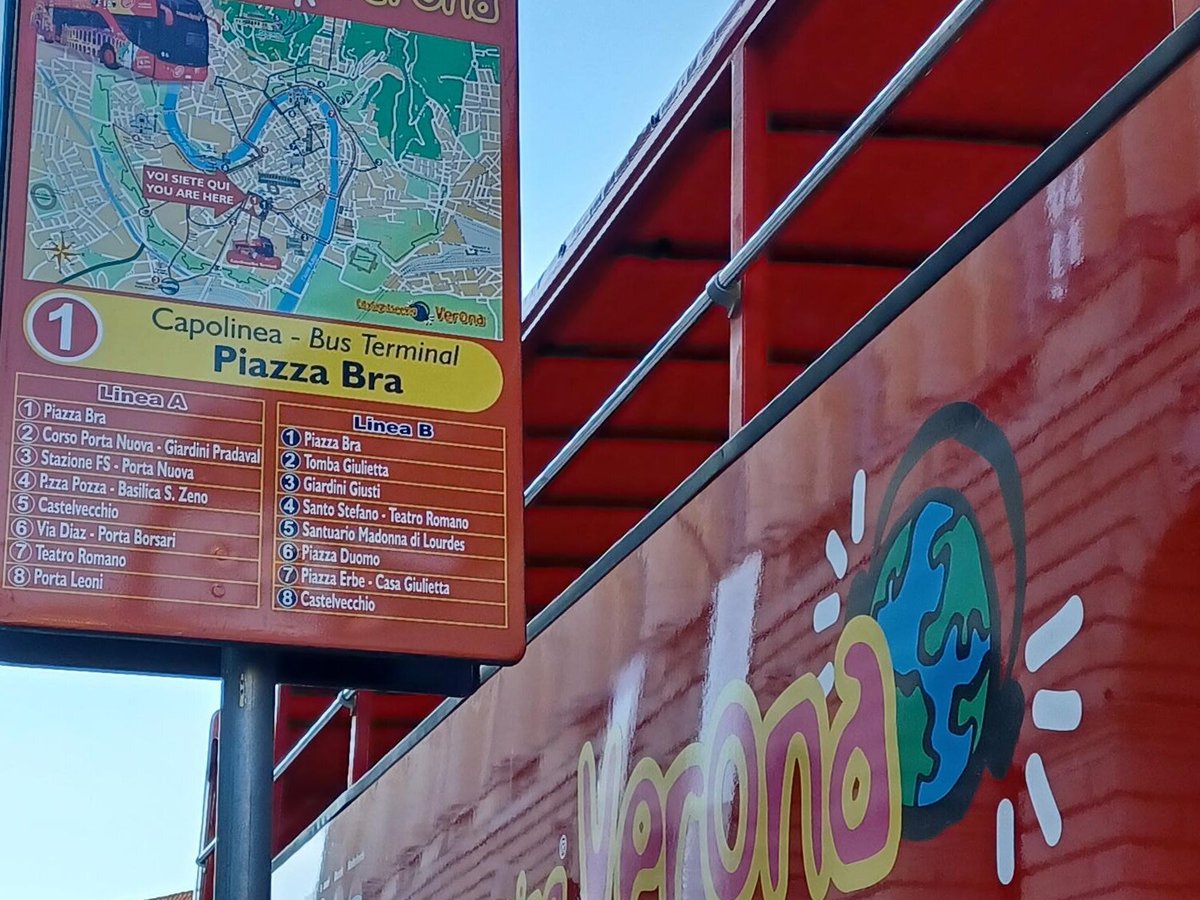 Verona
VOI SIETE QUI
YOU ARE HERE
Verona
1
Capolinea - Bus Terminal
Piazza Bra
Linea A
1 Piazza Bra
2 Corso Porta Nuova - Giardini Pradaval
3 Stazione FS - Porta Nuova
4 P.zza Pozza - Basilica S. Zeno
5 Castelvecchio
6 Via Diaz - Porta Borsari
7 Teatro Romano
8 Porta Leoni
Linea B
1 Piazza Bra
2 Tomba Giulietta
3 Giardini Giusti
4 Santo Stefano - Teatro Romano
5 Santuario Madonna di Lourdes
6 Piazza Duomo
7 Piazza Erbe - Casa Giulietta
8 Castelvecchio
Verona